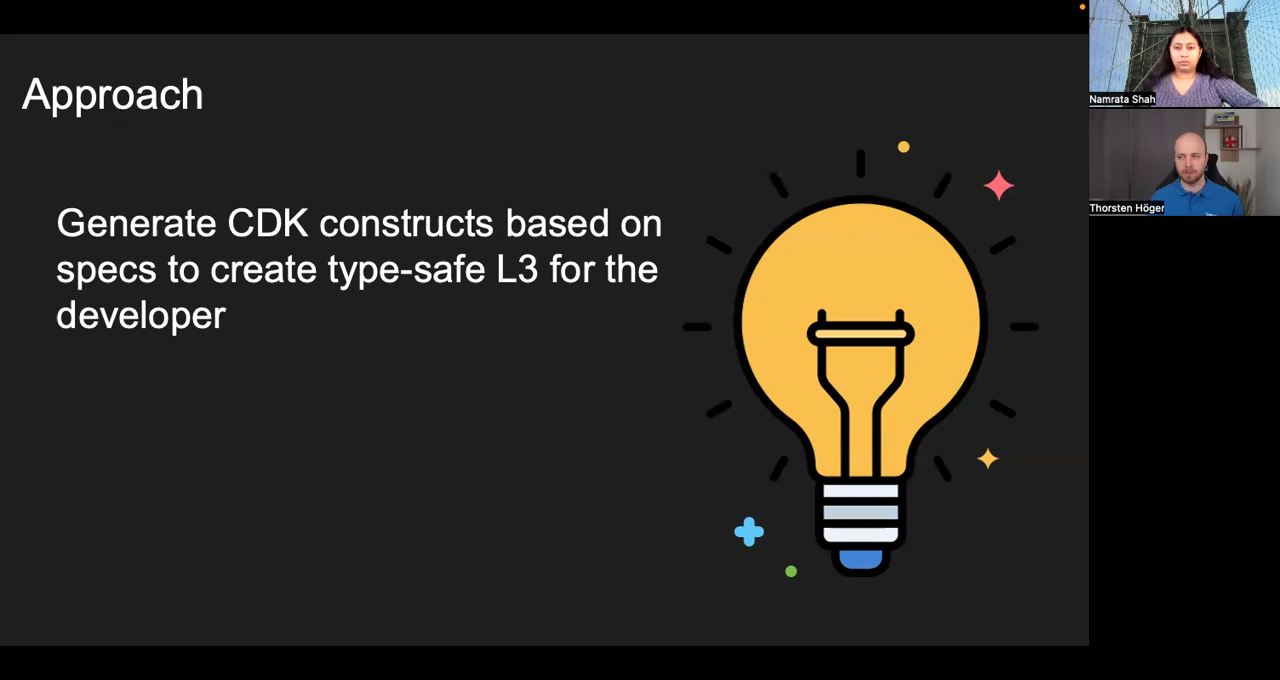 Approach
Generate CDK constructs based on
specs to create type-safe L3 for the
developer
Namrata Shah
Thorsten Höger